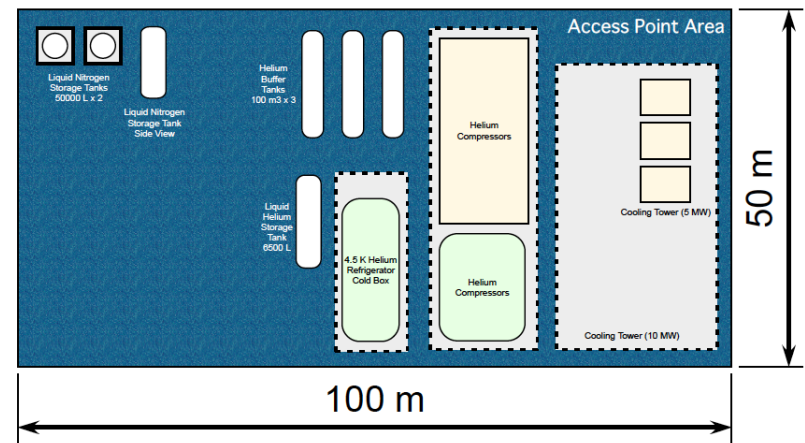 Access Point Area
Liquid Nitrogen
Storage Tanks
50000 L x 2
Liquid Nitrogen
Storage Tank
Side View
Helium
Buffer
Tanks
100 m3 x 3
Helium
Compressors
Cooling Tower (5 MW)
Liquid
Helium
Storage
Tank
6500 L
4.5 K Helium
Refrigerator
Cold Box
Helium
Compressors
Cooling Tower (10 MW)
50 m
100 m